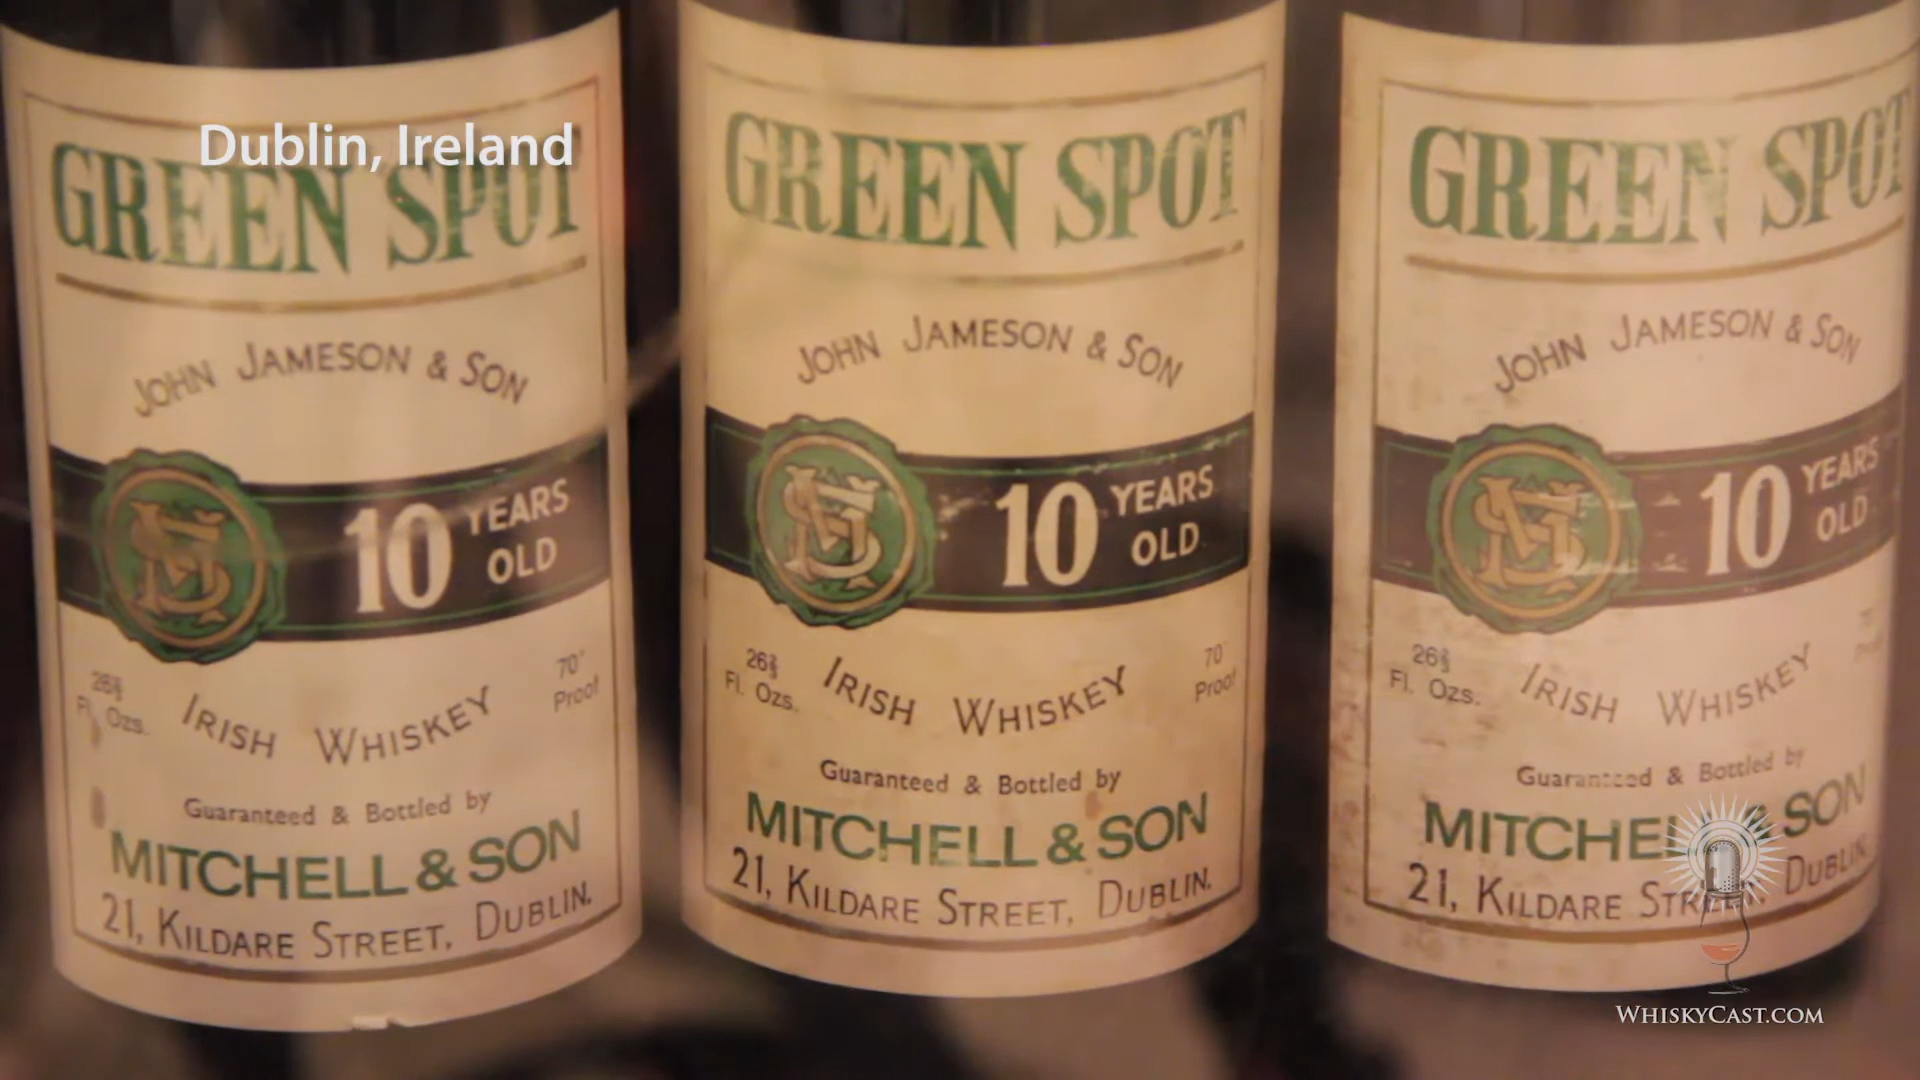 Dublin, Ireland
GREEN SPOT
JOHN JAMESON & SON
10 YEARS OLD
26⅔ Fl. Ozs.
70° Proof
IRISH WHISKEY
Guaranteed & Bottled by
MITCHELL & SON
21, KILDARE STREET, DUBLIN.
GREEN SPOT
JOHN JAMESON & SON
10 YEARS OLD
26⅔ Fl. Ozs.
70° Proof
IRISH WHISKEY
Guaranteed & Bottled by
MITCHELL & SON
21, KILDARE STREET, DUBLIN.
GREEN SPOT
JOHN JAMESON & SON
10 YEARS OLD
26⅔ Fl. Ozs.
IRISH WHISKEY
Guaranteed & Bottled by
MITCHELL & SON
21, KILDARE STREET, DUBLIN
WHISKYCAST.COM